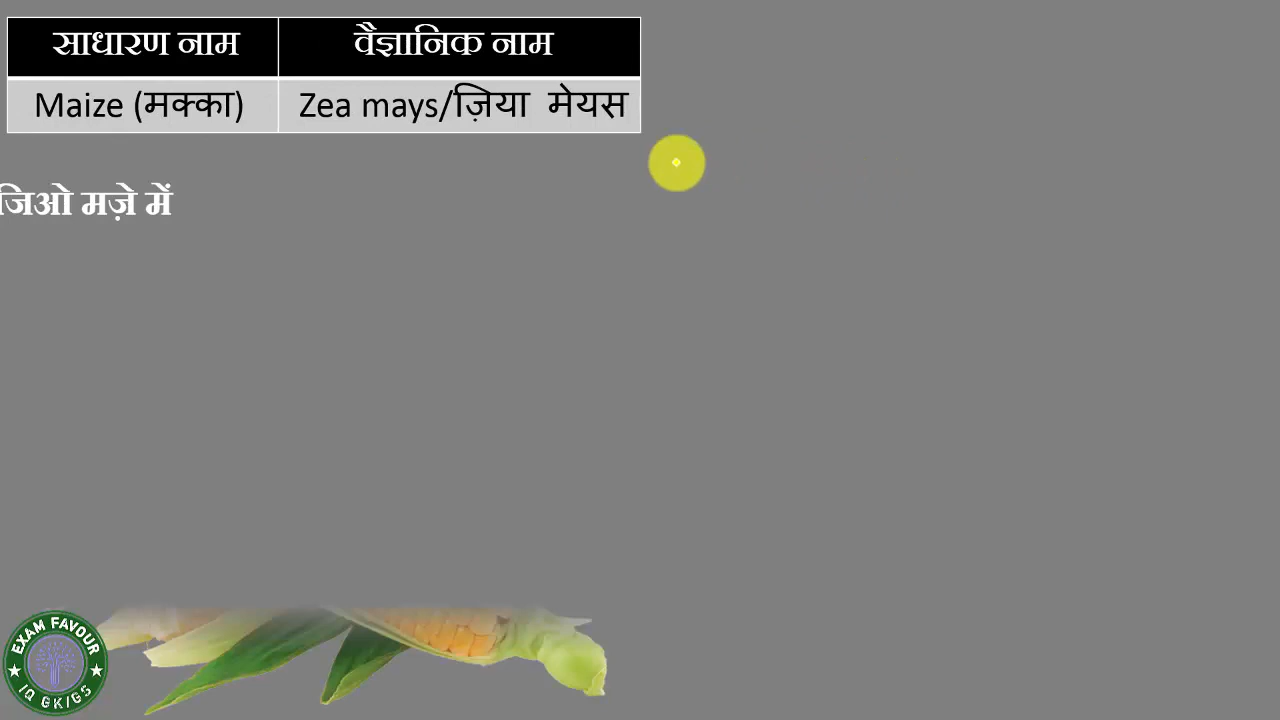 साधारण नाम वैज्ञानिक नाम
Maize (मक्का) Zea mays/ज़िया मेयस
जिओ मज़े में
EXAM FAVOUR
IQ GK/GS